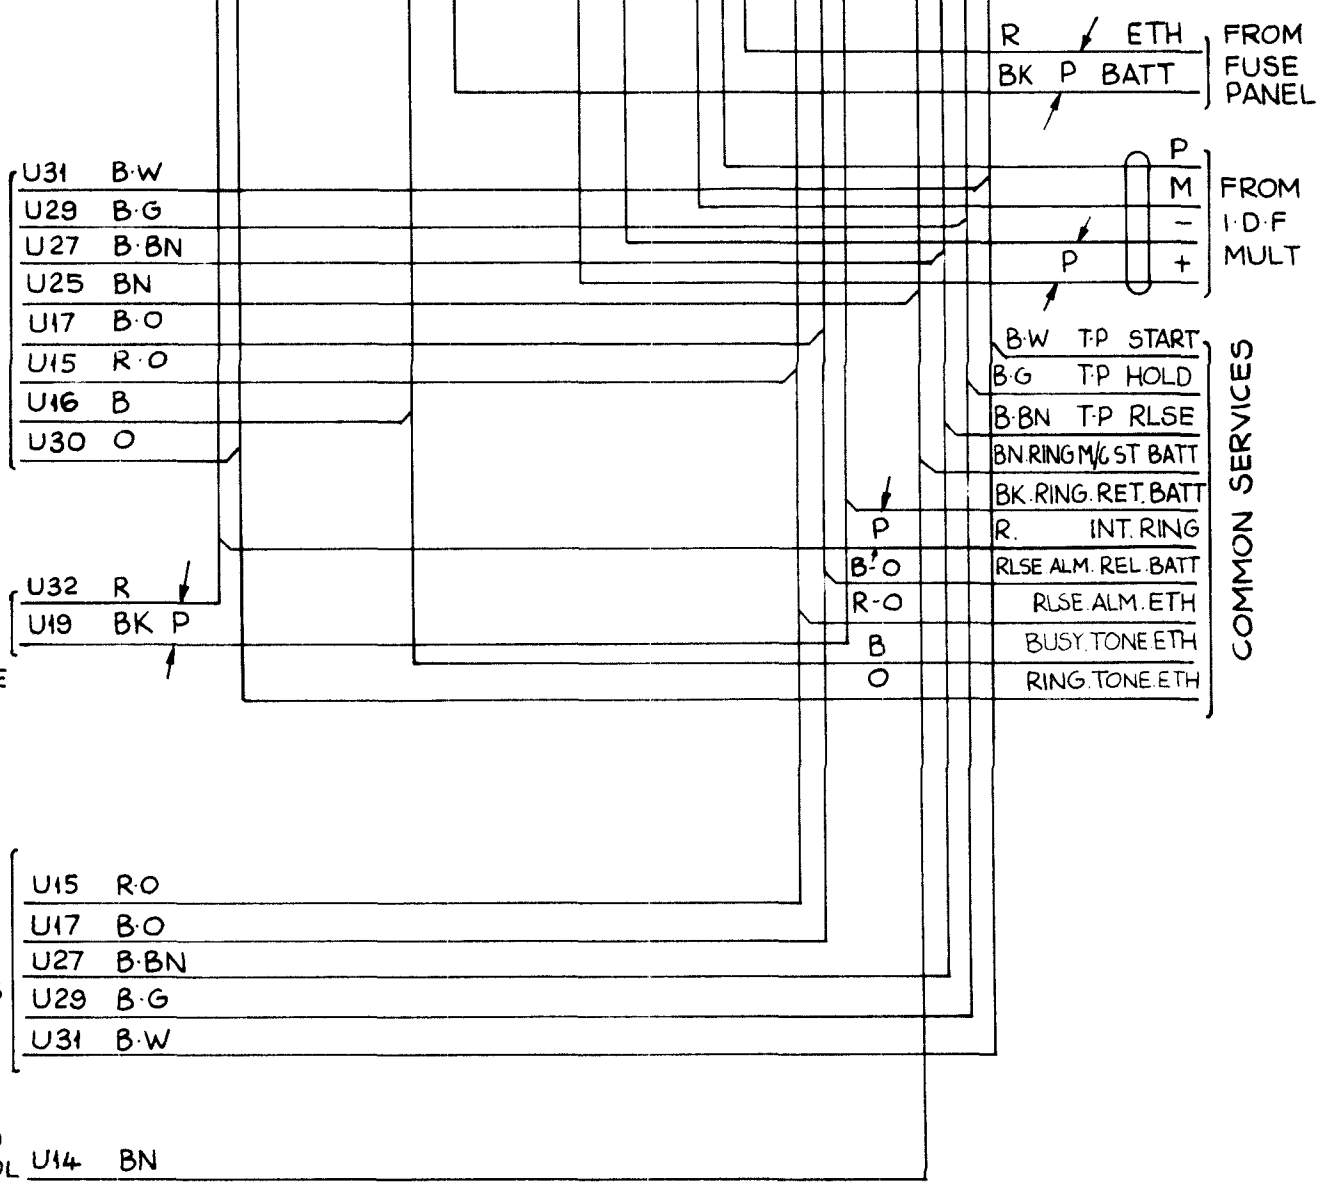 R ETH
BK P BATT
FROM
FUSE
PANEL
P
M
-
P +
FROM
I·D·F
MULT
U31 B·W
U29 B·G
U27 B·BN
U25 BN
U17 B·O
U15 R·O
U16 B
U30 O
B·W T·P START
B·G T·P HOLD
B·BN T·P RLSE
BN.RING M/C ST BATT
BK.RING.RET.BATT
P R. INT.RING
B-O RLSE ALM.REL.BATT
R-O RLSE.ALM.ETH
B BUSY.TONE.ETH
O RING.TONE.ETH
COMMON SERVICES
U32 R
U19 BK P
U15 R·O
U17 B·O
U27 B·BN
U29 B·G
U31 B·W
U14 BN